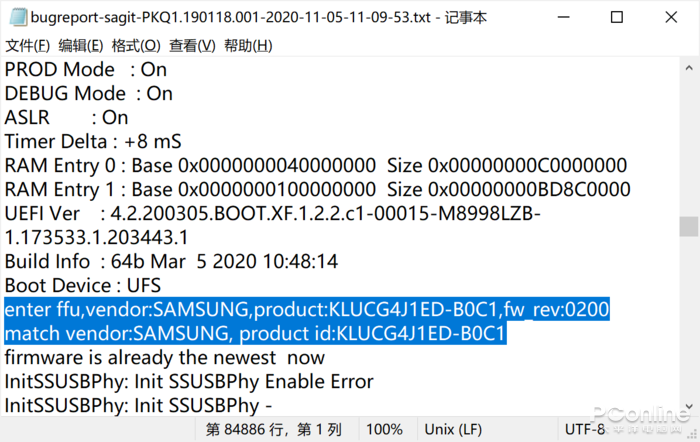 bugreport-sagit-PKQ1.190118.001-2020-11-05-11-09-53.txt - 记事本
文件(F) 编辑(E) 格式(O) 查看(V) 帮助(H)
PROD Mode : On
DEBUG Mode : On
ASLR : On
Timer Delta : +8 mS
RAM Entry 0 : Base 0x0000000040000000 Size 0x00000000C0000000
RAM Entry 1 : Base 0x0000000100000000 Size 0x00000000BD8C0000
UEFI Ver : 4.2.200305.BOOT.XF.1.2.2.c1-00015-M8998LZB-
1.173533.1.203443.1
Build Info : 64b Mar 5 2020 10:48:14
Boot Device : UFS
enter ffu,vendor:SAMSUNG,product:KLUCG4J1ED-B0C1,fw_rev:0200
match vendor:SAMSUNG, product id:KLUCG4J1ED-B0C1
firmware is already the newest now
InitSSUSBPhy: Init SSUSBPhy Enable Error
InitSSUSBPhy: Init SSUSBPhy -
PConline
太平洋电脑网
第 84886 行，第 1 列 100% Unix (LF) UTF-8